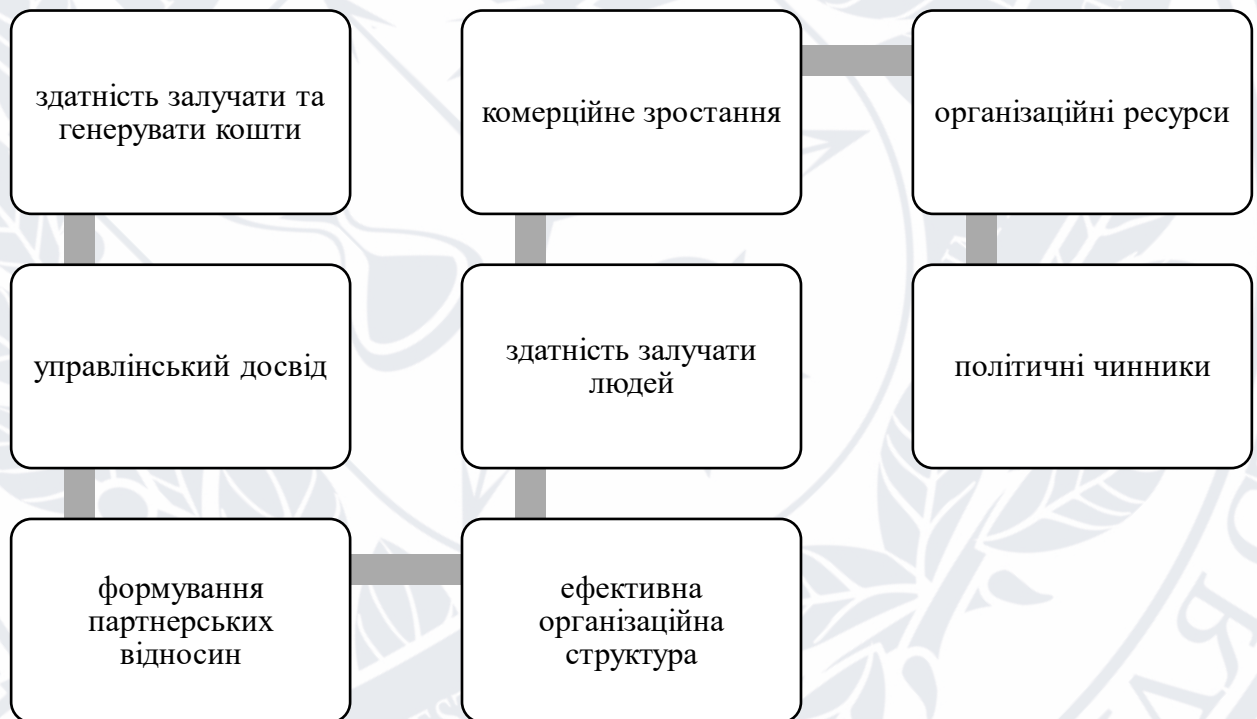 здатність залучати та
генерувати кошти
управлінський досвід
формування
партнерських
відносин
ефективна
організаційна
структура
здатність залучати
людей
комерційне зростання
організаційні ресурси
політичні чинники